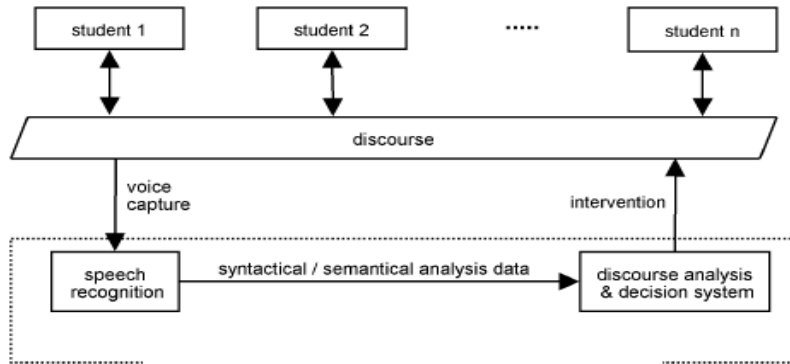 student 1
student 2
.....
student n
discourse
voice
capture
intervention
speech
recognition
syntactical / semantical analysis data
discourse analysis
& decision system